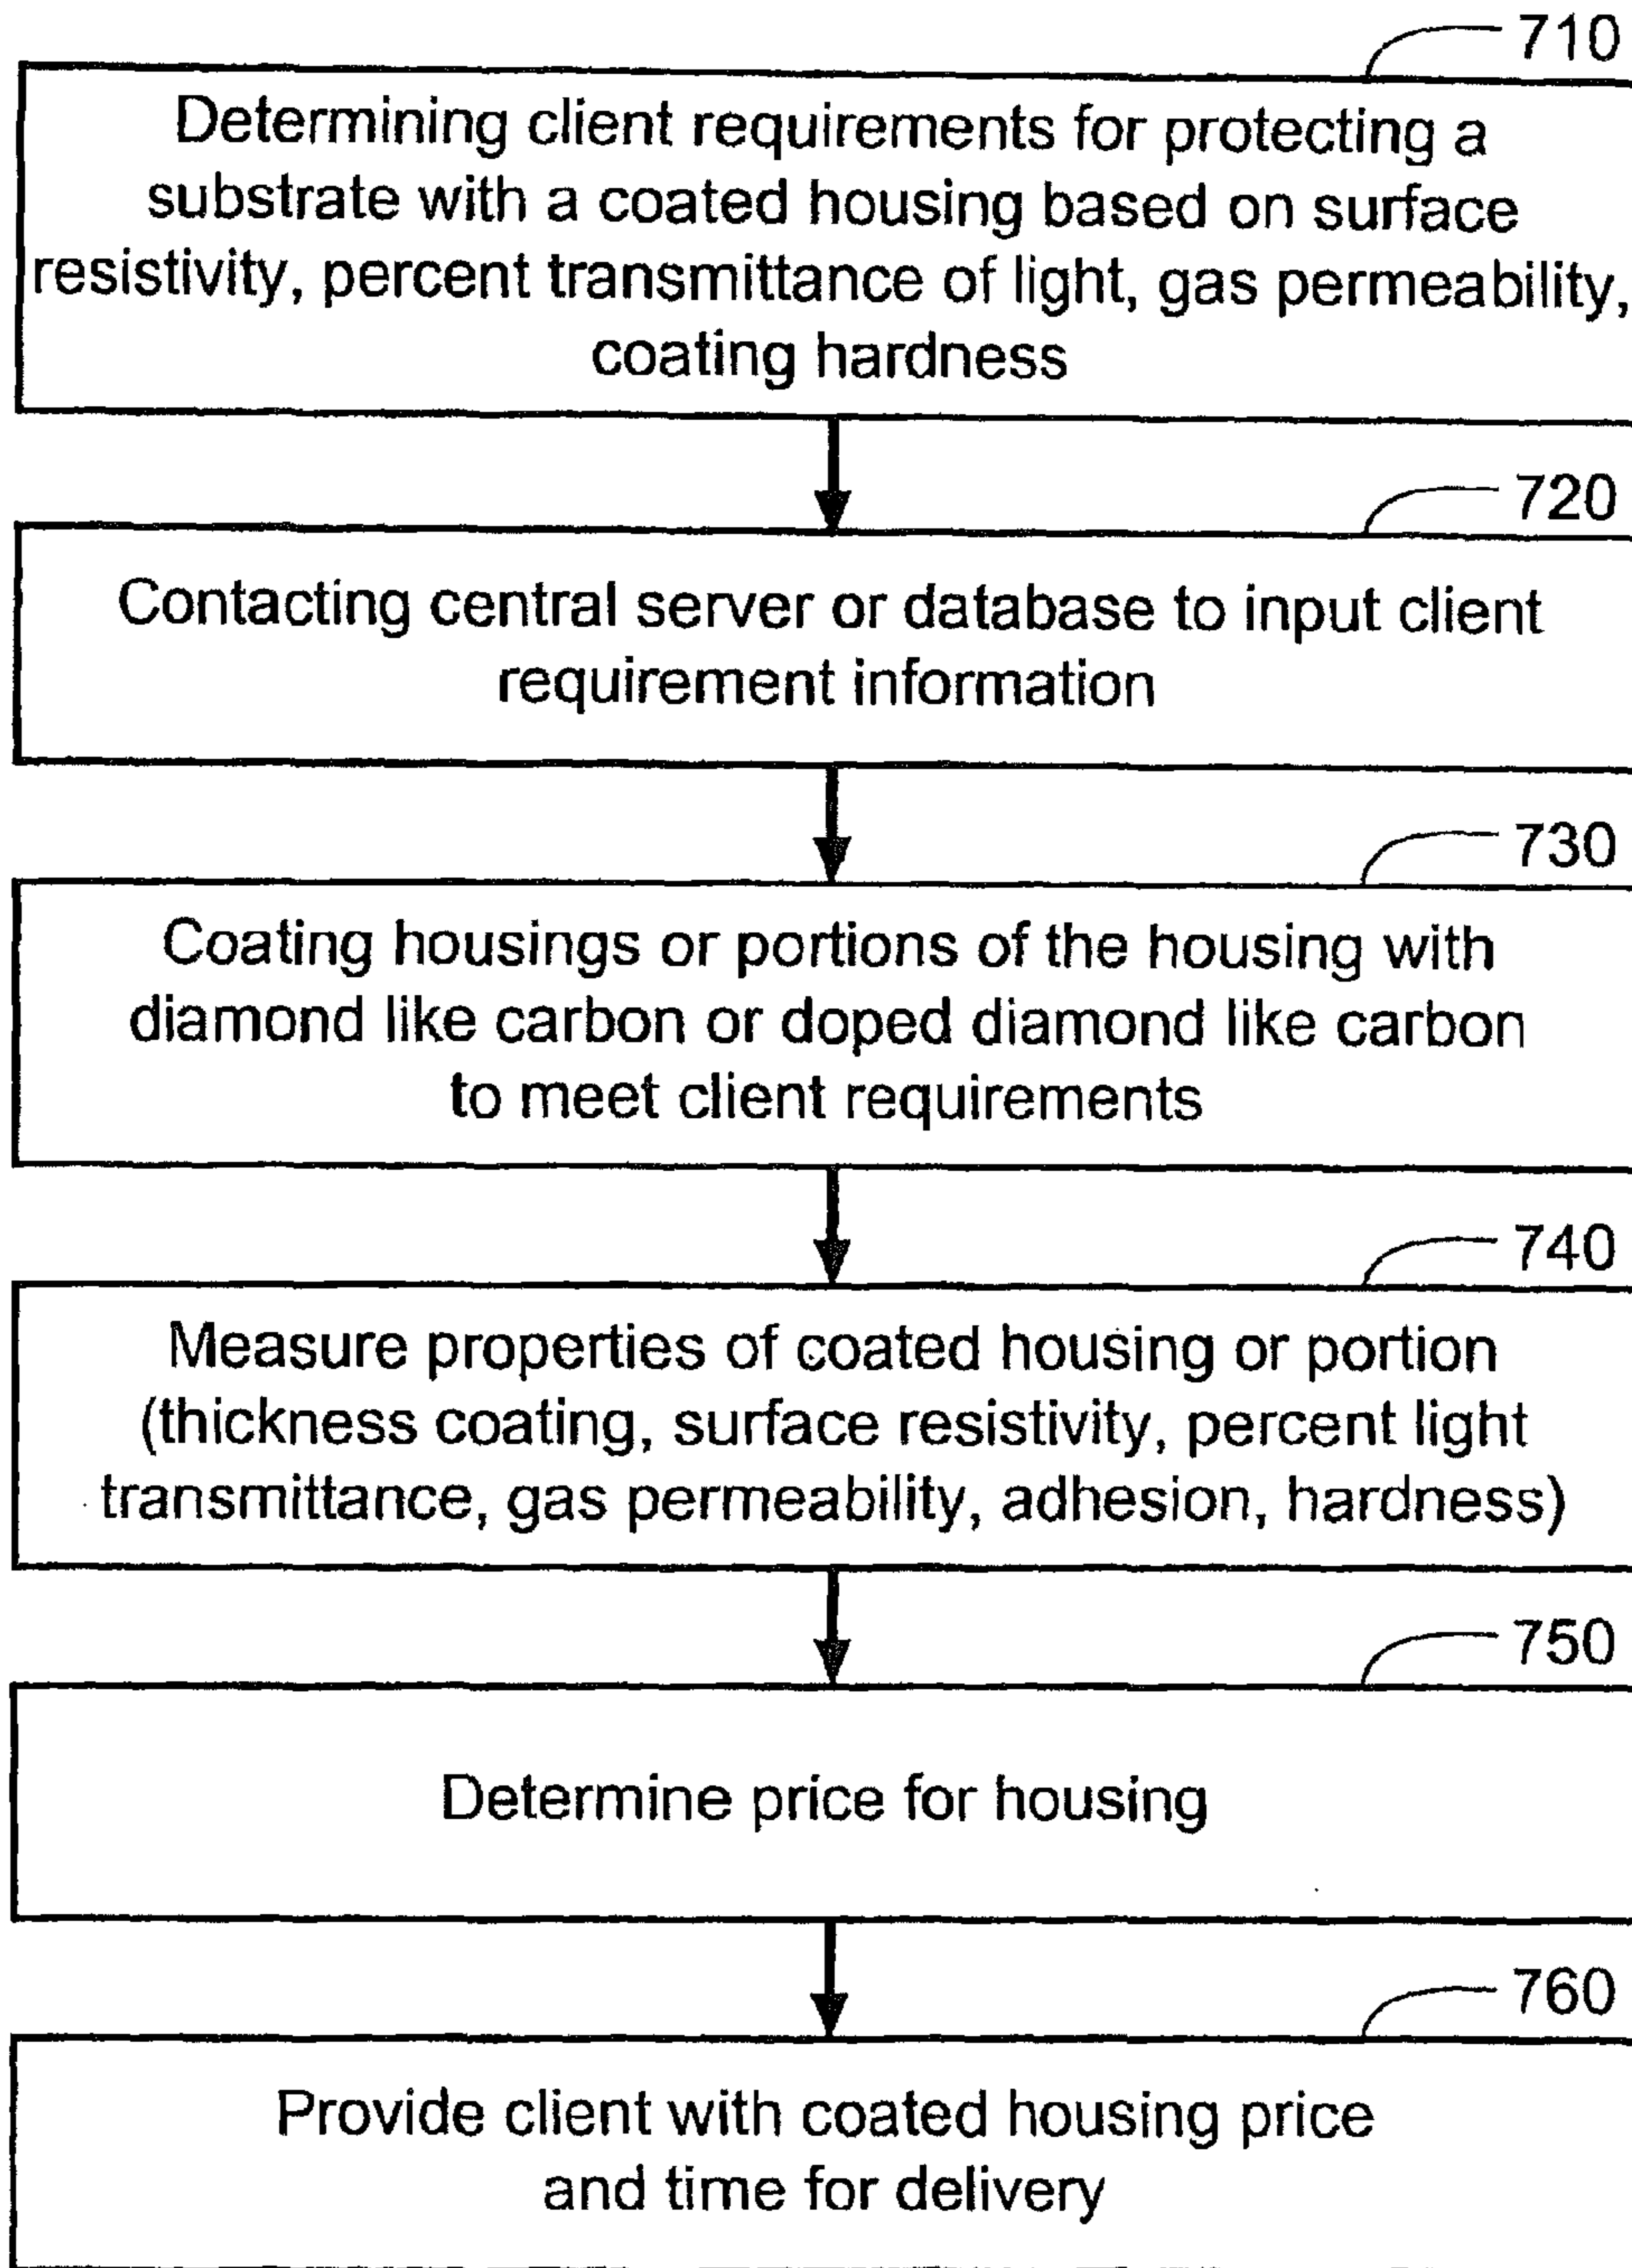 710
Determining client requirements for protecting a
substrate with a coated housing based on surface
resistivity, percent transmittance of light, gas permeability,
coating hardness
720
Contacting central server or database to input client
requirement information
730
Coating housings or portions of the housing with
diamond like carbon or doped diamond like carbon
to meet client requirements
740
Measure properties of coated housing or portion
(thickness coating, surface resistivity, percent light
transmittance, gas permeability, adhesion, hardness)
750
Determine price for housing
760
Provide client with coated housing price
and time for delivery